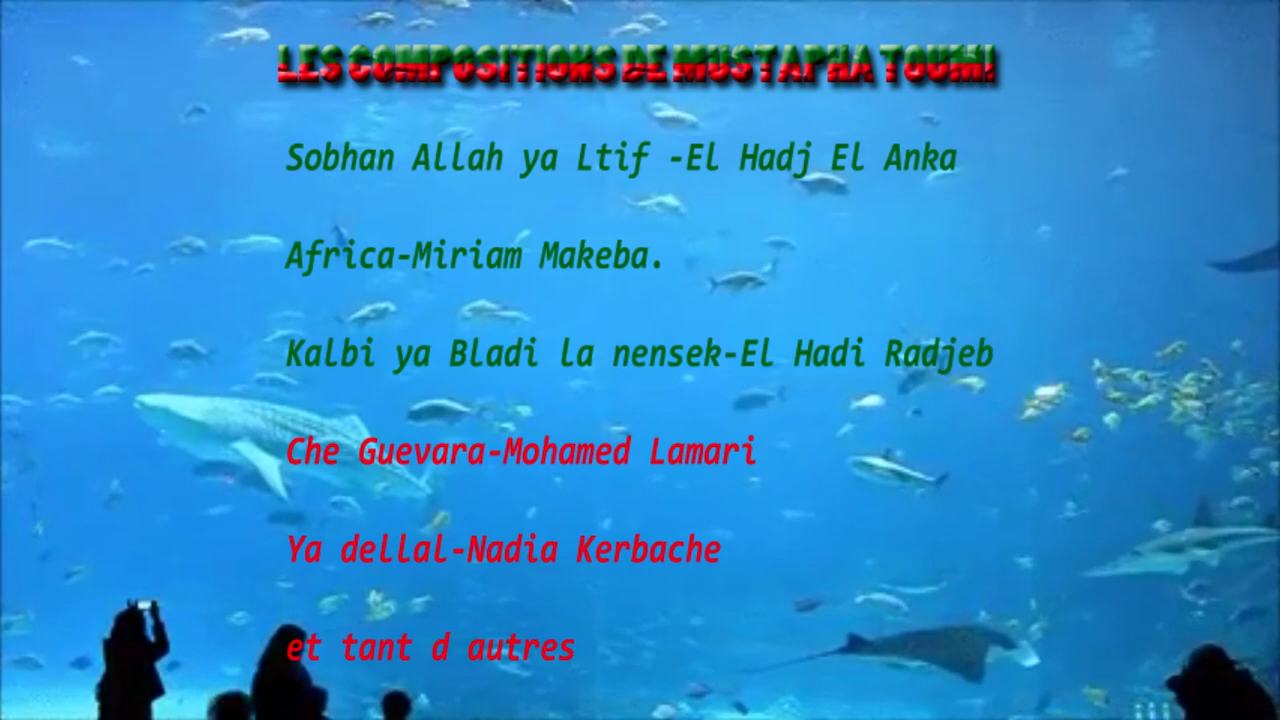 LES COMPOSITIONS DE MUSTAPHA TOUMI
Sobhan Allah ya Ltif -El Hadj El Anka
Africa-Miriam Makeba.
Kalbi ya Bladi la nensek-El Hadi Radjeb
Che Guevara-Mohamed Lamari
Ya dellal-Nadia Kerbache
et tant d autres